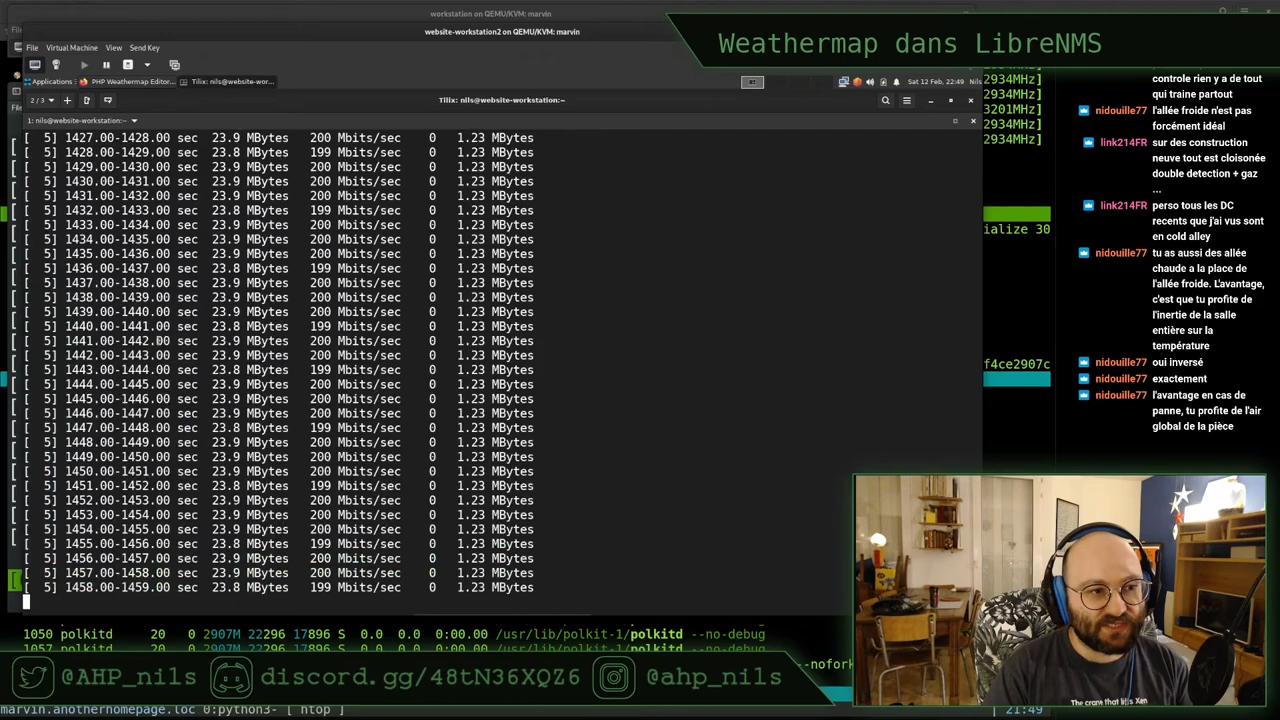 workstation on QEMU/KVM: marvin
website-workstation2 on QEMU/KVM: marvin
File Virtual Machine View Send Key
Applications PHP Weathermap Editor... Tilix: nils@website-wor... Sat 12 Feb, 22:49 Nils
2 / 3 Tilix: nils@website-workstation:~
1: nils@website-workstation:~
[ 5] 1427.00-1428.00 sec 23.9 MBytes 200 Mbits/sec 0 1.23 MBytes
[ 5] 1428.00-1429.00 sec 23.8 MBytes 199 Mbits/sec 0 1.23 MBytes
[ 5] 1429.00-1430.00 sec 23.9 MBytes 200 Mbits/sec 0 1.23 MBytes
[ 5] 1430.00-1431.00 sec 23.9 MBytes 200 Mbits/sec 0 1.23 MBytes
[ 5] 1431.00-1432.00 sec 23.9 MBytes 200 Mbits/sec 0 1.23 MBytes
[ 5] 1432.00-1433.00 sec 23.8 MBytes 199 Mbits/sec 0 1.23 MBytes
[ 5] 1433.00-1434.00 sec 23.9 MBytes 200 Mbits/sec 0 1.23 MBytes
[ 5] 1434.00-1435.00 sec 23.9 MBytes 200 Mbits/sec 0 1.23 MBytes
[ 5] 1435.00-1436.00 sec 23.9 MBytes 200 Mbits/sec 0 1.23 MBytes
[ 5] 1436.00-1437.00 sec 23.8 MBytes 199 Mbits/sec 0 1.23 MBytes
[ 5] 1437.00-1438.00 sec 23.9 MBytes 200 Mbits/sec 0 1.23 MBytes
[ 5] 1438.00-1439.00 sec 23.9 MBytes 200 Mbits/sec 0 1.23 MBytes
[ 5] 1439.00-1440.00 sec 23.9 MBytes 200 Mbits/sec 0 1.23 MBytes
[ 5] 1440.00-1441.00 sec 23.8 MBytes 199 Mbits/sec 0 1.23 MBytes
[ 5] 1441.00-1442.00 sec 23.9 MBytes 200 Mbits/sec 0 1.23 MBytes
[ 5] 1442.00-1443.00 sec 23.9 MBytes 200 Mbits/sec 0 1.23 MBytes
[ 5] 1443.00-1444.00 sec 23.8 MBytes 199 Mbits/sec 0 1.23 MBytes
[ 5] 1444.00-1445.00 sec 23.9 MBytes 200 Mbits/sec 0 1.23 MBytes
[ 5] 1445.00-1446.00 sec 23.9 MBytes 200 Mbits/sec 0 1.23 MBytes
[ 5] 1446.00-1447.00 sec 23.9 MBytes 200 Mbits/sec 0 1.23 MBytes
[ 5] 1447.00-1448.00 sec 23.8 MBytes 199 Mbits/sec 0 1.23 MBytes
[ 5] 1448.00-1449.00 sec 23.9 MBytes 200 Mbits/sec 0 1.23 MBytes
[ 5] 1449.00-1450.00 sec 23.9 MBytes 200 Mbits/sec 0 1.23 MBytes
[ 5] 1450.00-1451.00 sec 23.9 MBytes 200 Mbits/sec 0 1.23 MBytes
[ 5] 1451.00-1452.00 sec 23.8 MBytes 199 Mbits/sec 0 1.23 MBytes
[ 5] 1452.00-1453.00 sec 23.9 MBytes 200 Mbits/sec 0 1.23 MBytes
[ 5] 1453.00-1454.00 sec 23.9 MBytes 200 Mbits/sec 0 1.23 MBytes
[ 5] 1454.00-1455.00 sec 23.9 MBytes 200 Mbits/sec 0 1.23 MBytes
[ 5] 1455.00-1456.00 sec 23.8 MBytes 199 Mbits/sec 0 1.23 MBytes
[ 5] 1456.00-1457.00 sec 23.9 MBytes 200 Mbits/sec 0 1.23 MBytes
[ 5] 1457.00-1458.00 sec 23.9 MBytes 200 Mbits/sec 0 1.23 MBytes
[ 5] 1458.00-1459.00 sec 23.8 MBytes 199 Mbits/sec 0 1.23 MBytes
1050 polkitd 20 0 2907M 22296 17896 S 0.0 0.0 0:00.00 /usr/lib/polkit-1/polkitd --no-debug
1057 polkitd 20 0 2907M 22296 17896 S 0.0 0.0 0:00.00 /usr/lib/polkit-1/polkitd --no-debug
--nofork
@AHP_nils discord.gg/48tN36XQZ6 @ahp_nils
marvin.anotherhomepage.loc 0:python3- [ htop ] 21:49
Weathermap dans LibreNMS
2934MHz]
2934MHz]
3201MHz]
2934MHz]
2934MHz]
ialize 30
f4ce2907c
controle rien y a de tout
qui traine partout
nidouille77 l'allée froide n'est pas
forcément idéal
link214FR sur des construction
neuve tout est cloisonée
double detection + gaz
...
link214FR perso tous les DC
recents que j'ai vus sont
en cold alley
nidouille77 tu as aussi des allée
chaude a la place de
l'allée froide. L'avantage,
c'est que tu profite de
l'inertie de la salle
entière sur la
température
nidouille77 oui inversé
nidouille77 exactement
nidouille77 l'avantage en cas de
panne, tu profite de l'air
global de la pièce